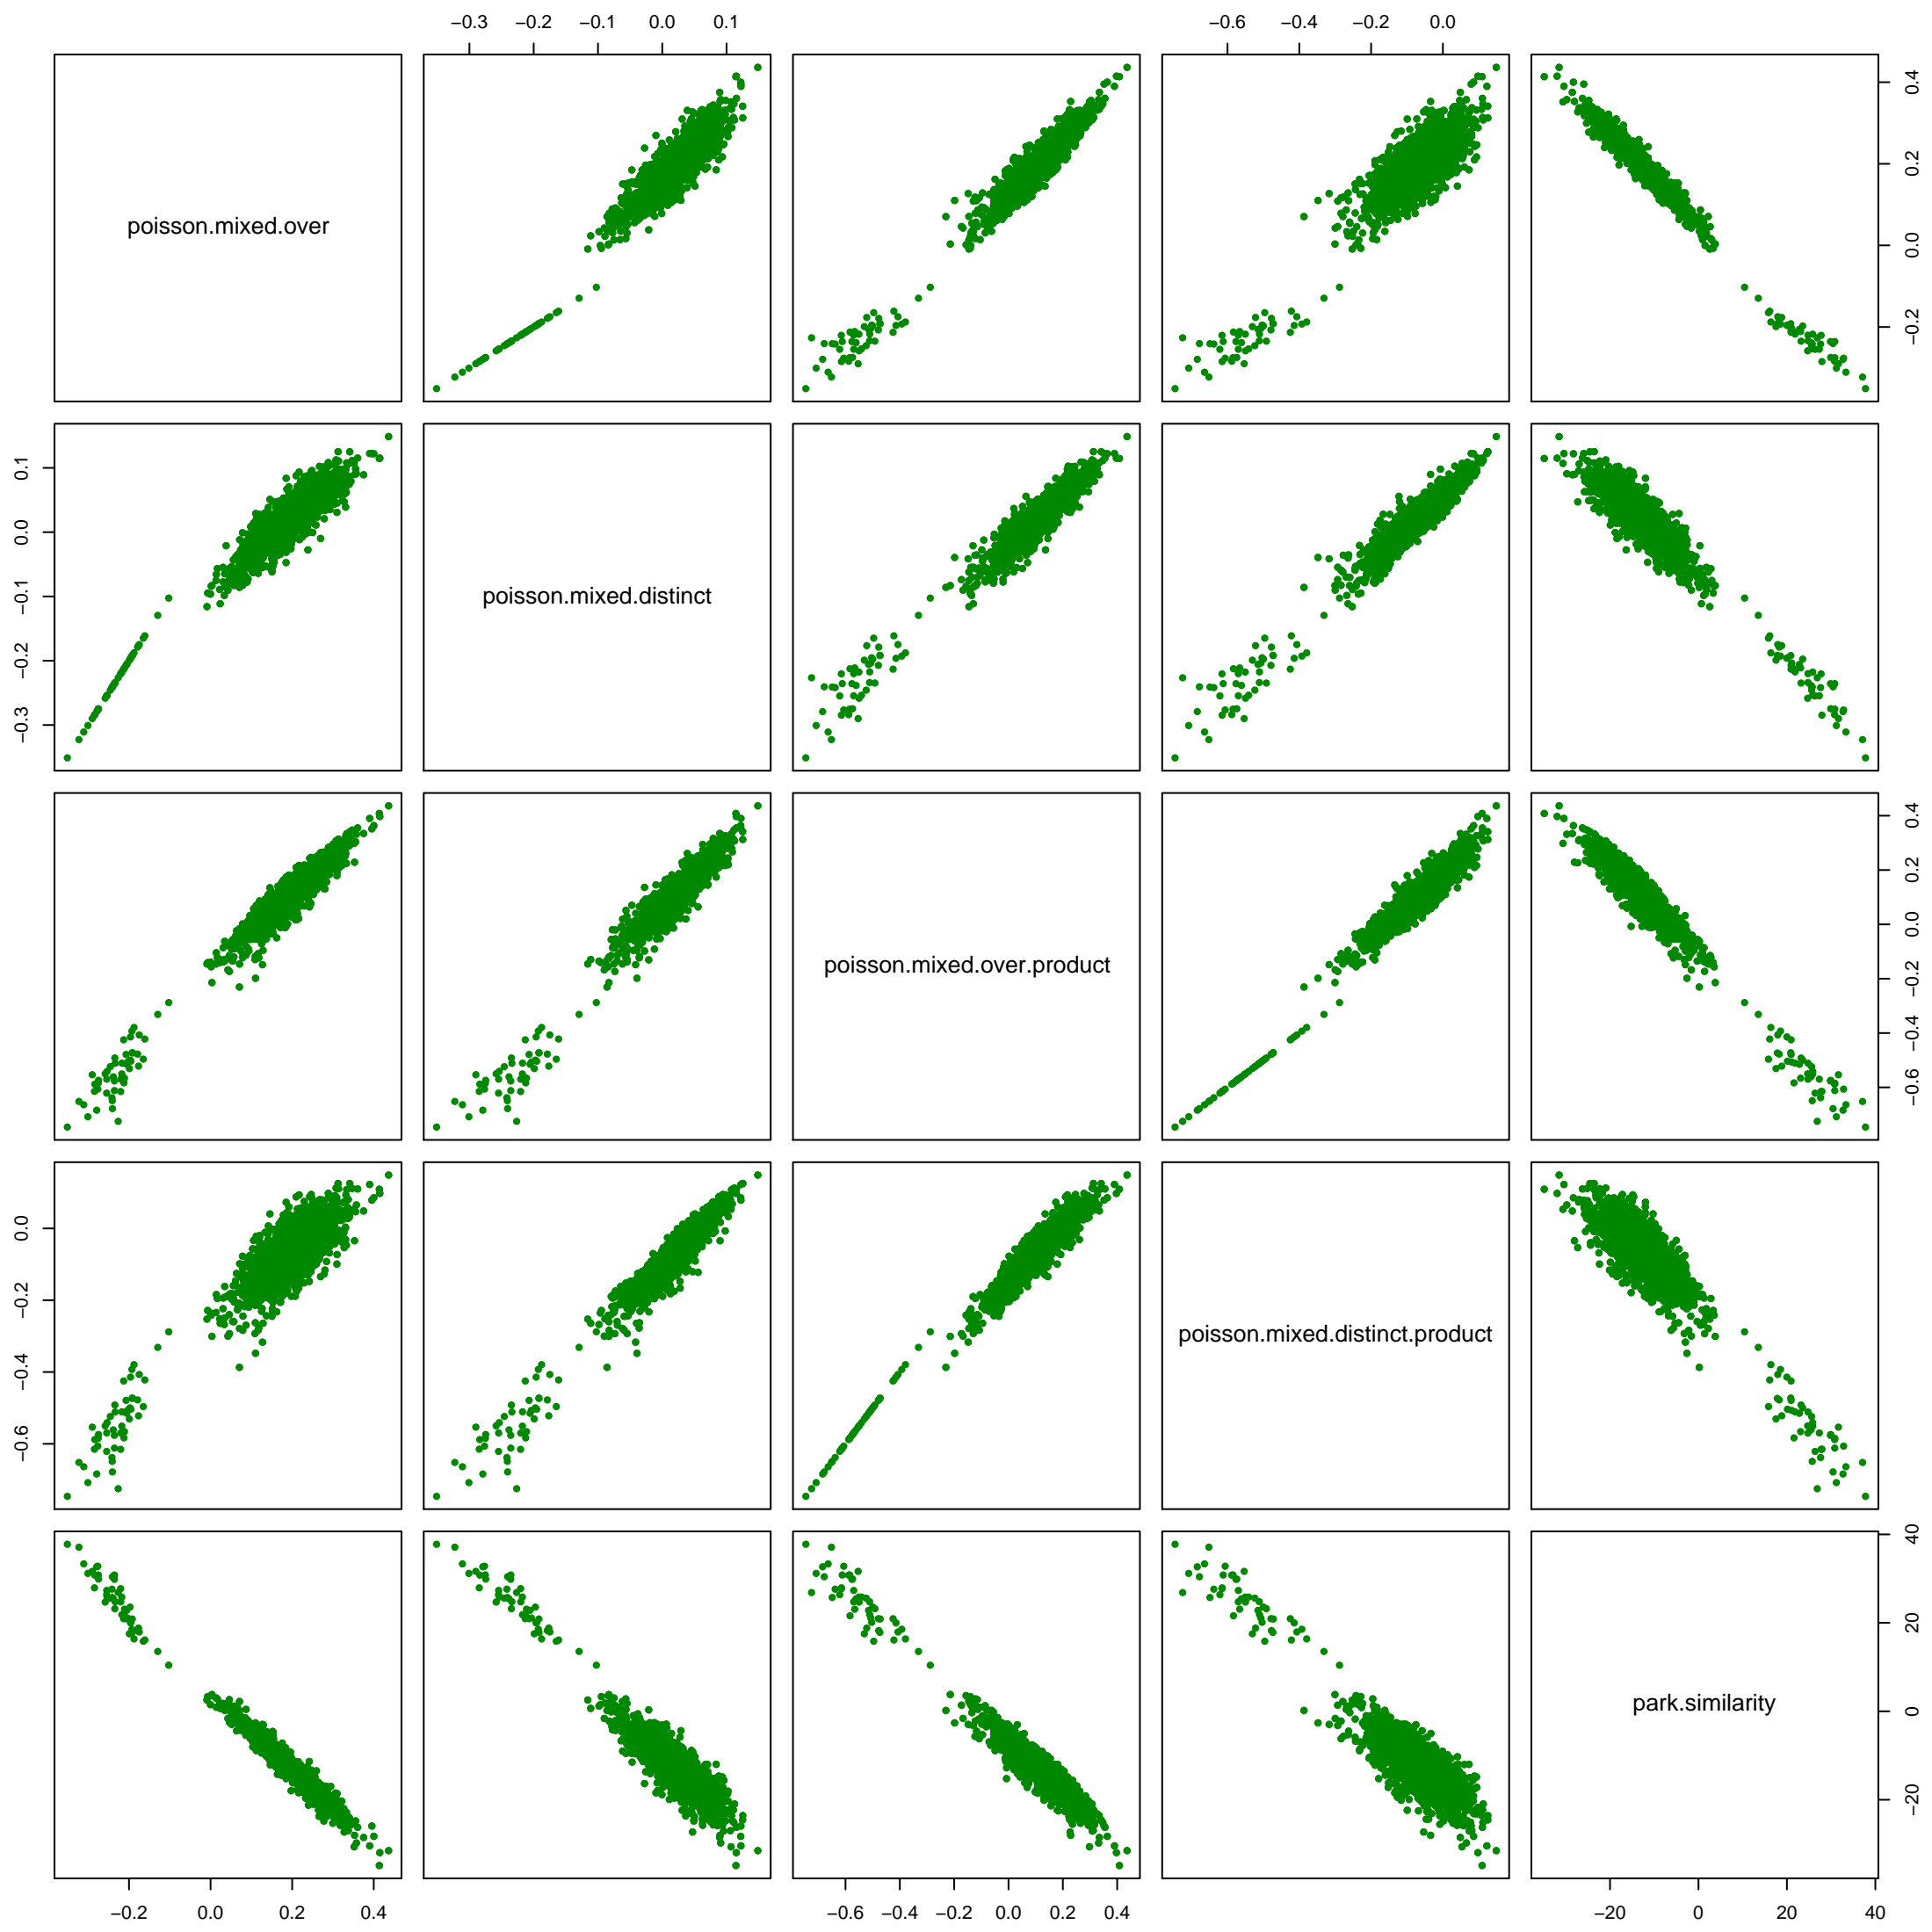 −0.3 −0.2 −0.1 0.0 0.1 −0.6 −0.4 −0.2 0.0
poisson.mixed.over
−0.2 0.0 0.2 0.4
−0.3 −0.1 0.0 0.1
poisson.mixed.distinct
poisson.mixed.over.product
−0.6 −0.4 −0.2 0.0 0.2 0.4
−0.6 −0.4 −0.2 0.0
poisson.mixed.distinct.product
park.similarity
−20 0 20 40
−0.2 0.0 0.2 0.4 −0.6 −0.4 −0.2 0.0 0.2 0.4 −20 0 20 40